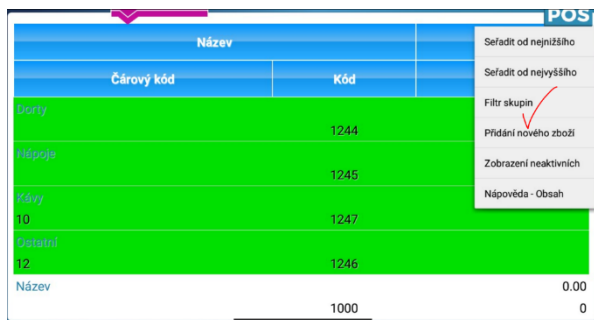 POS
Název
Seřadit od nejnižšího
Čárový kód Kód
Seřadit od nejvyššího
Filtr skupin
Přidání nového zboží
Zobrazení neaktivních
Nápověda - Obsah
Dorty
1244
Nápoje
1245
Kávy
10 1247
Ostatní
12 1246
Název 0.00
1000 0